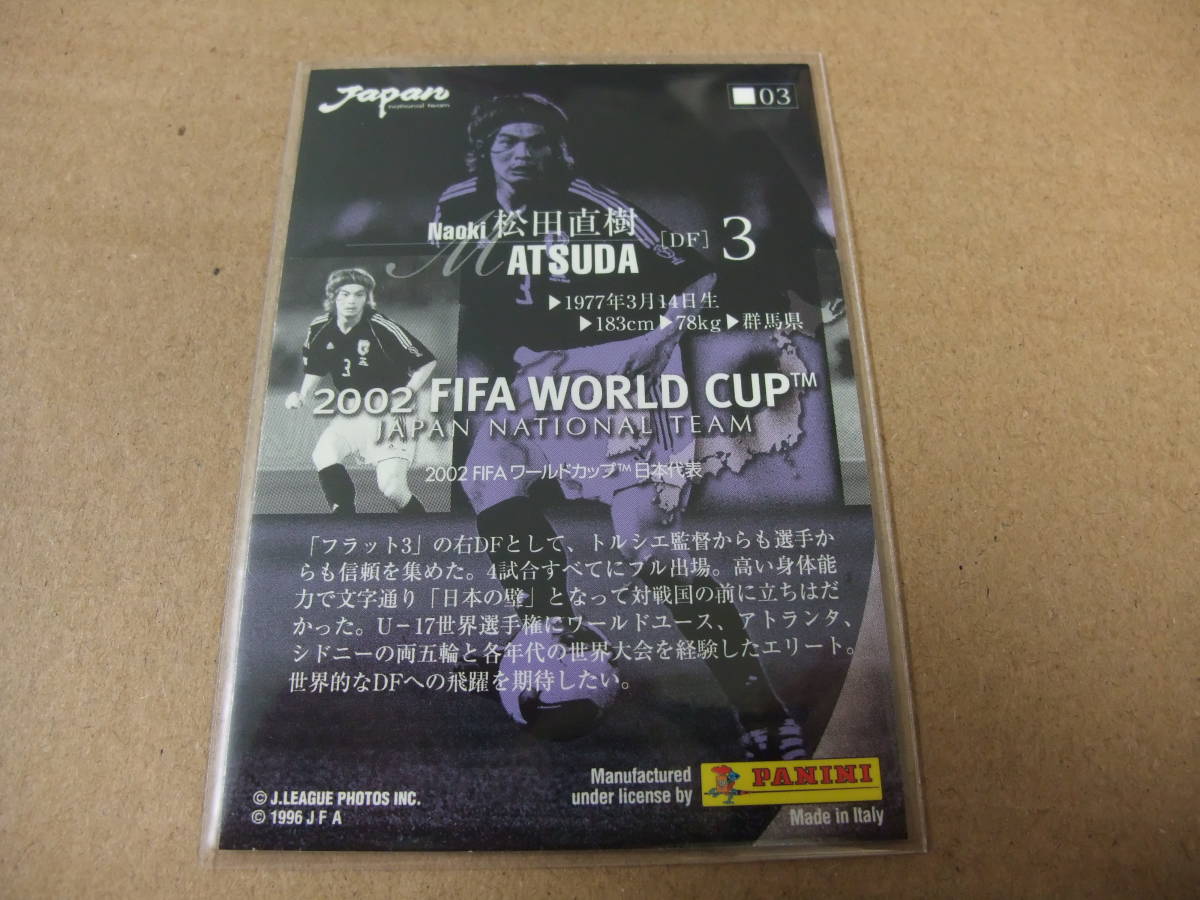 Japan
national team
■03
Naoki 松田直樹
MATSUDA
[DF] 3
▶1977年3月14日生
▶183cm▶78kg▶群馬県
3
3
2002 FIFA WORLD CUP™
JAPAN NATIONAL TEAM
2002 FIFA ワールドカップ™ 日本代表
「フラット3」の右DFとして、トルシエ監督からも選手か
らも信頼を集めた。4試合すべてにフル出場。高い身体能
力で文字通り「日本の壁」となって対戦国の前に立ちはだ
かった。U－17世界選手権にワールドユース、アトランタ、
シドニーの両五輪と各年代の世界大会を経験したエリート。
世界的なDFへの飛躍を期待したい。
Manufactured
under license by
PANINI
© J.LEAGUE PHOTOS INC.
© 1996 J F A
Made in Italy